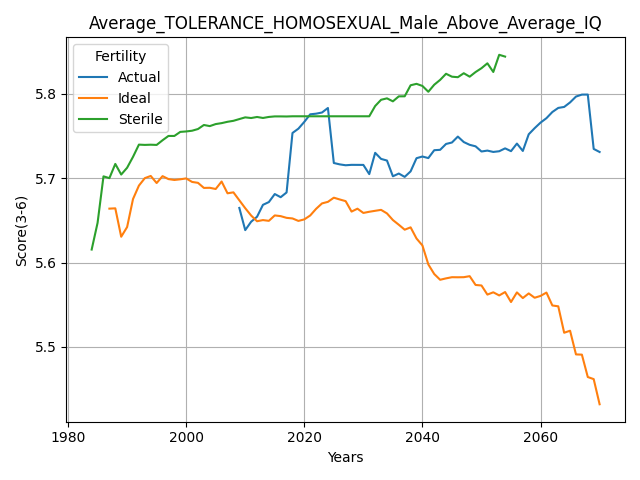 Average_TOLERANCE_HOMOSEXUAL_Male_Above_Average_IQ
Fertility
Actual
Ideal
Sterile
Score(3-6)
5.8
5.7
5.6
5.5
1980
2000
2020
2040
2060
Years